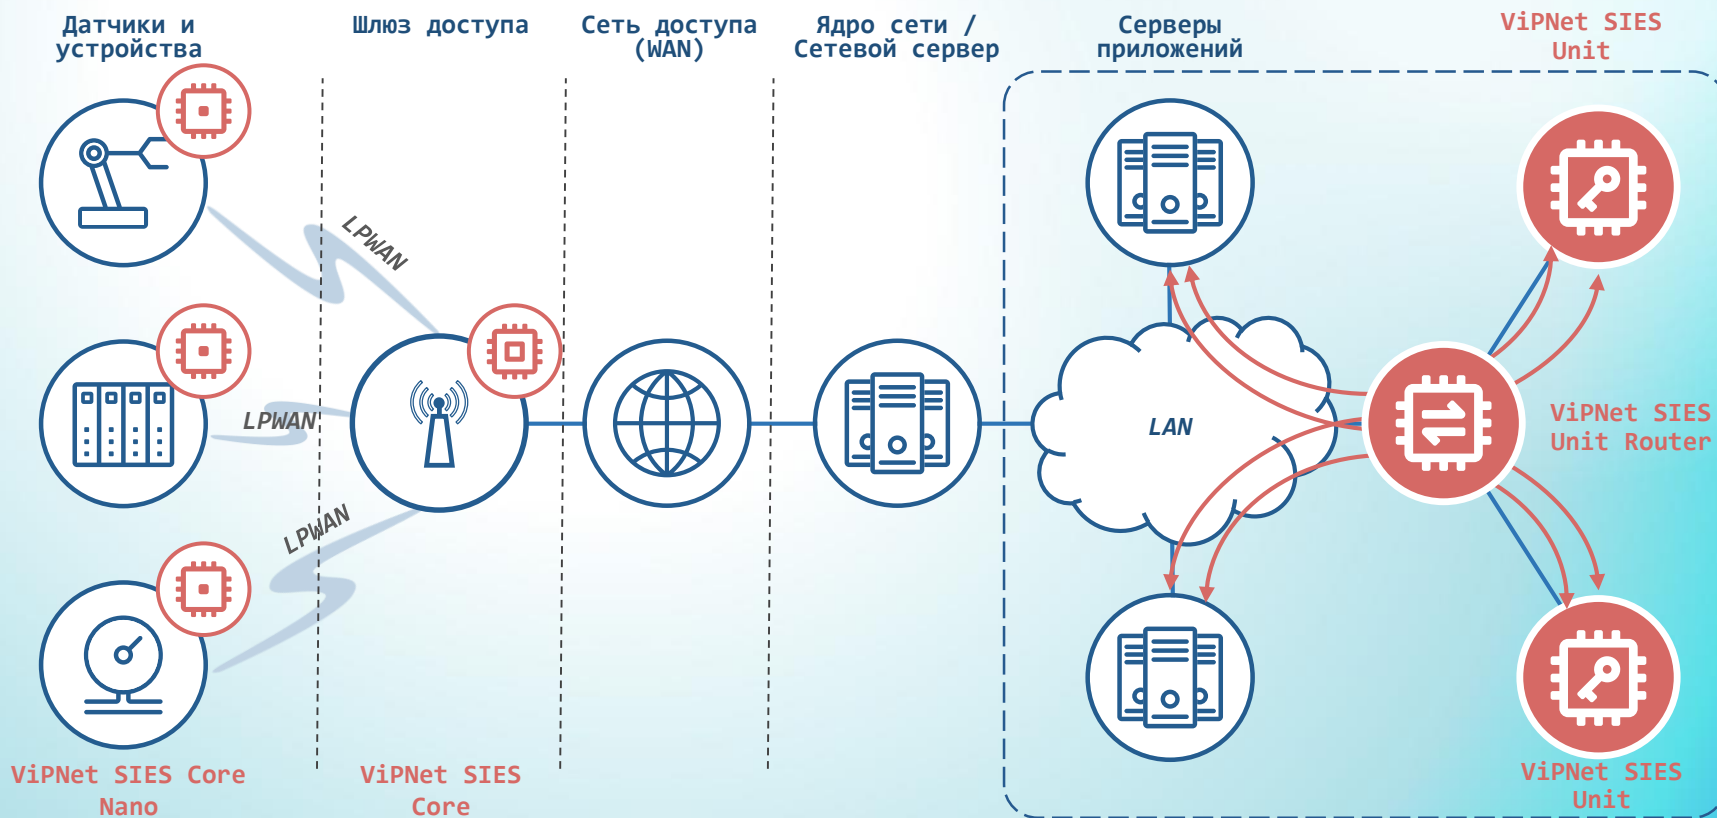 Датчики и
устройства
Шлюз доступа
Сеть доступа
(WAN)
Ядро сети /
Сетевой сервер
Серверы
приложений
ViPNet SIES
Unit
LPWAN
LPWAN
LPWAN
LAN
ViPNet SIES
Unit Router
ViPNet SIES Core
Nano
ViPNet SIES
Core
ViPNet SIES
Unit